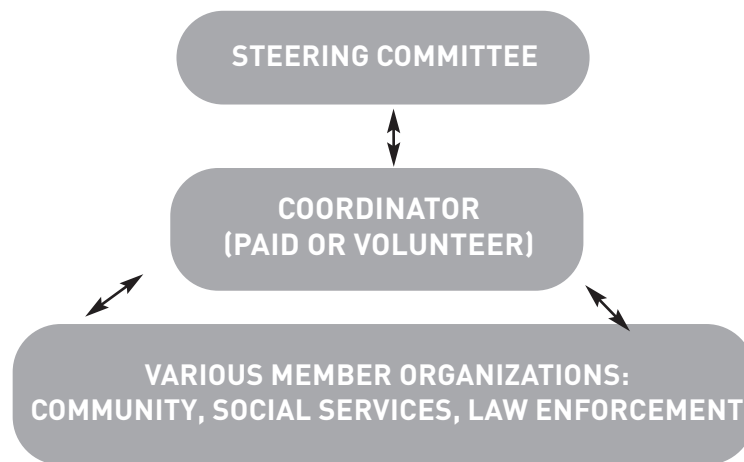 STEERING COMMITTEE
COORDINATOR
(PAID OR VOLUNTEER)
VARIOUS MEMBER ORGANIZATIONS:
COMMUNITY, SOCIAL SERVICES, LAW ENFORCEMENT